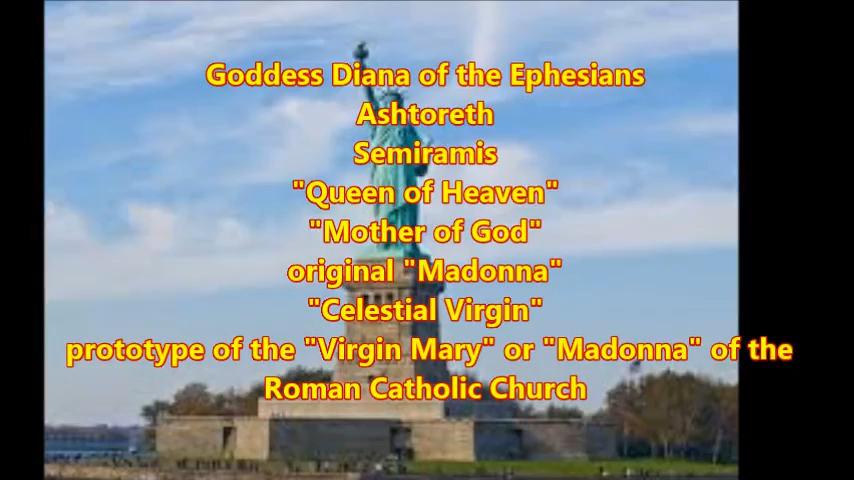 Goddess Diana of the Ephesians
Ashtoreth
Semiramis
"Queen of Heaven"
"Mother of God"
original "Madonna"
"Celestial Virgin"
prototype of the "Virgin Mary" or "Madonna" of the
Roman Catholic Church